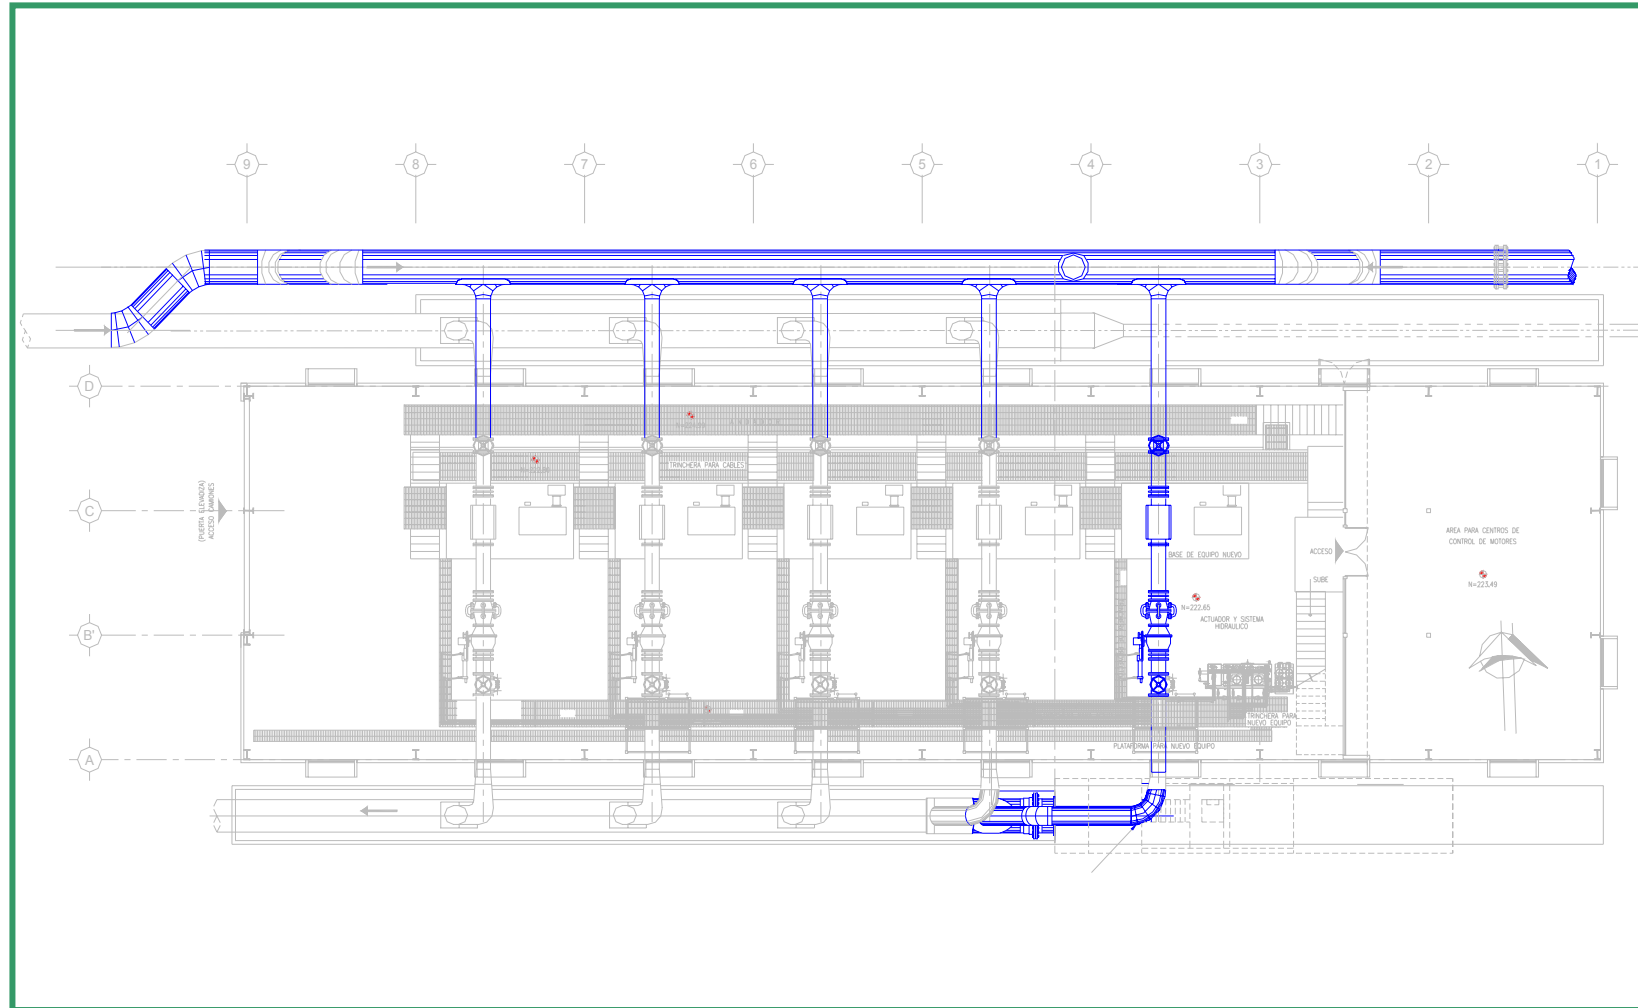 9 8 7 6 5 4 3 2 1
D
TRINCHERA PARA CABLES
C
(PUERTA ELEVADIZA)
ACCESO CAMIONES
AREA PARA CENTROS DE
CONTROL DE MOTORES
ACCESO
BASE DE EQUIPO NUEVO
SUBE
N=223.49
N=222.65
ACTUADOR Y SISTEMA
HIDRAULICO
B'
TRINCHERA PARA
NUEVO EQUIPO
PLATAFORMA PARA NUEVO EQUIPO
A